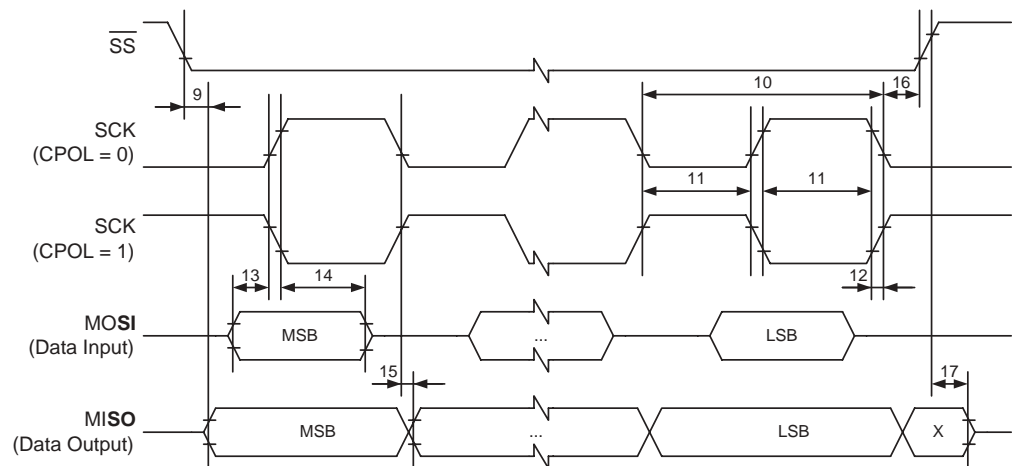 SS
10
9
16
SCK
(CPOL = 0)
11
11
SCK
(CPOL = 1)
13
14
12
MOSI
(Data Input)
MSB
...
LSB
15
17
MISO
(Data Output)
MSB
...
LSB
X